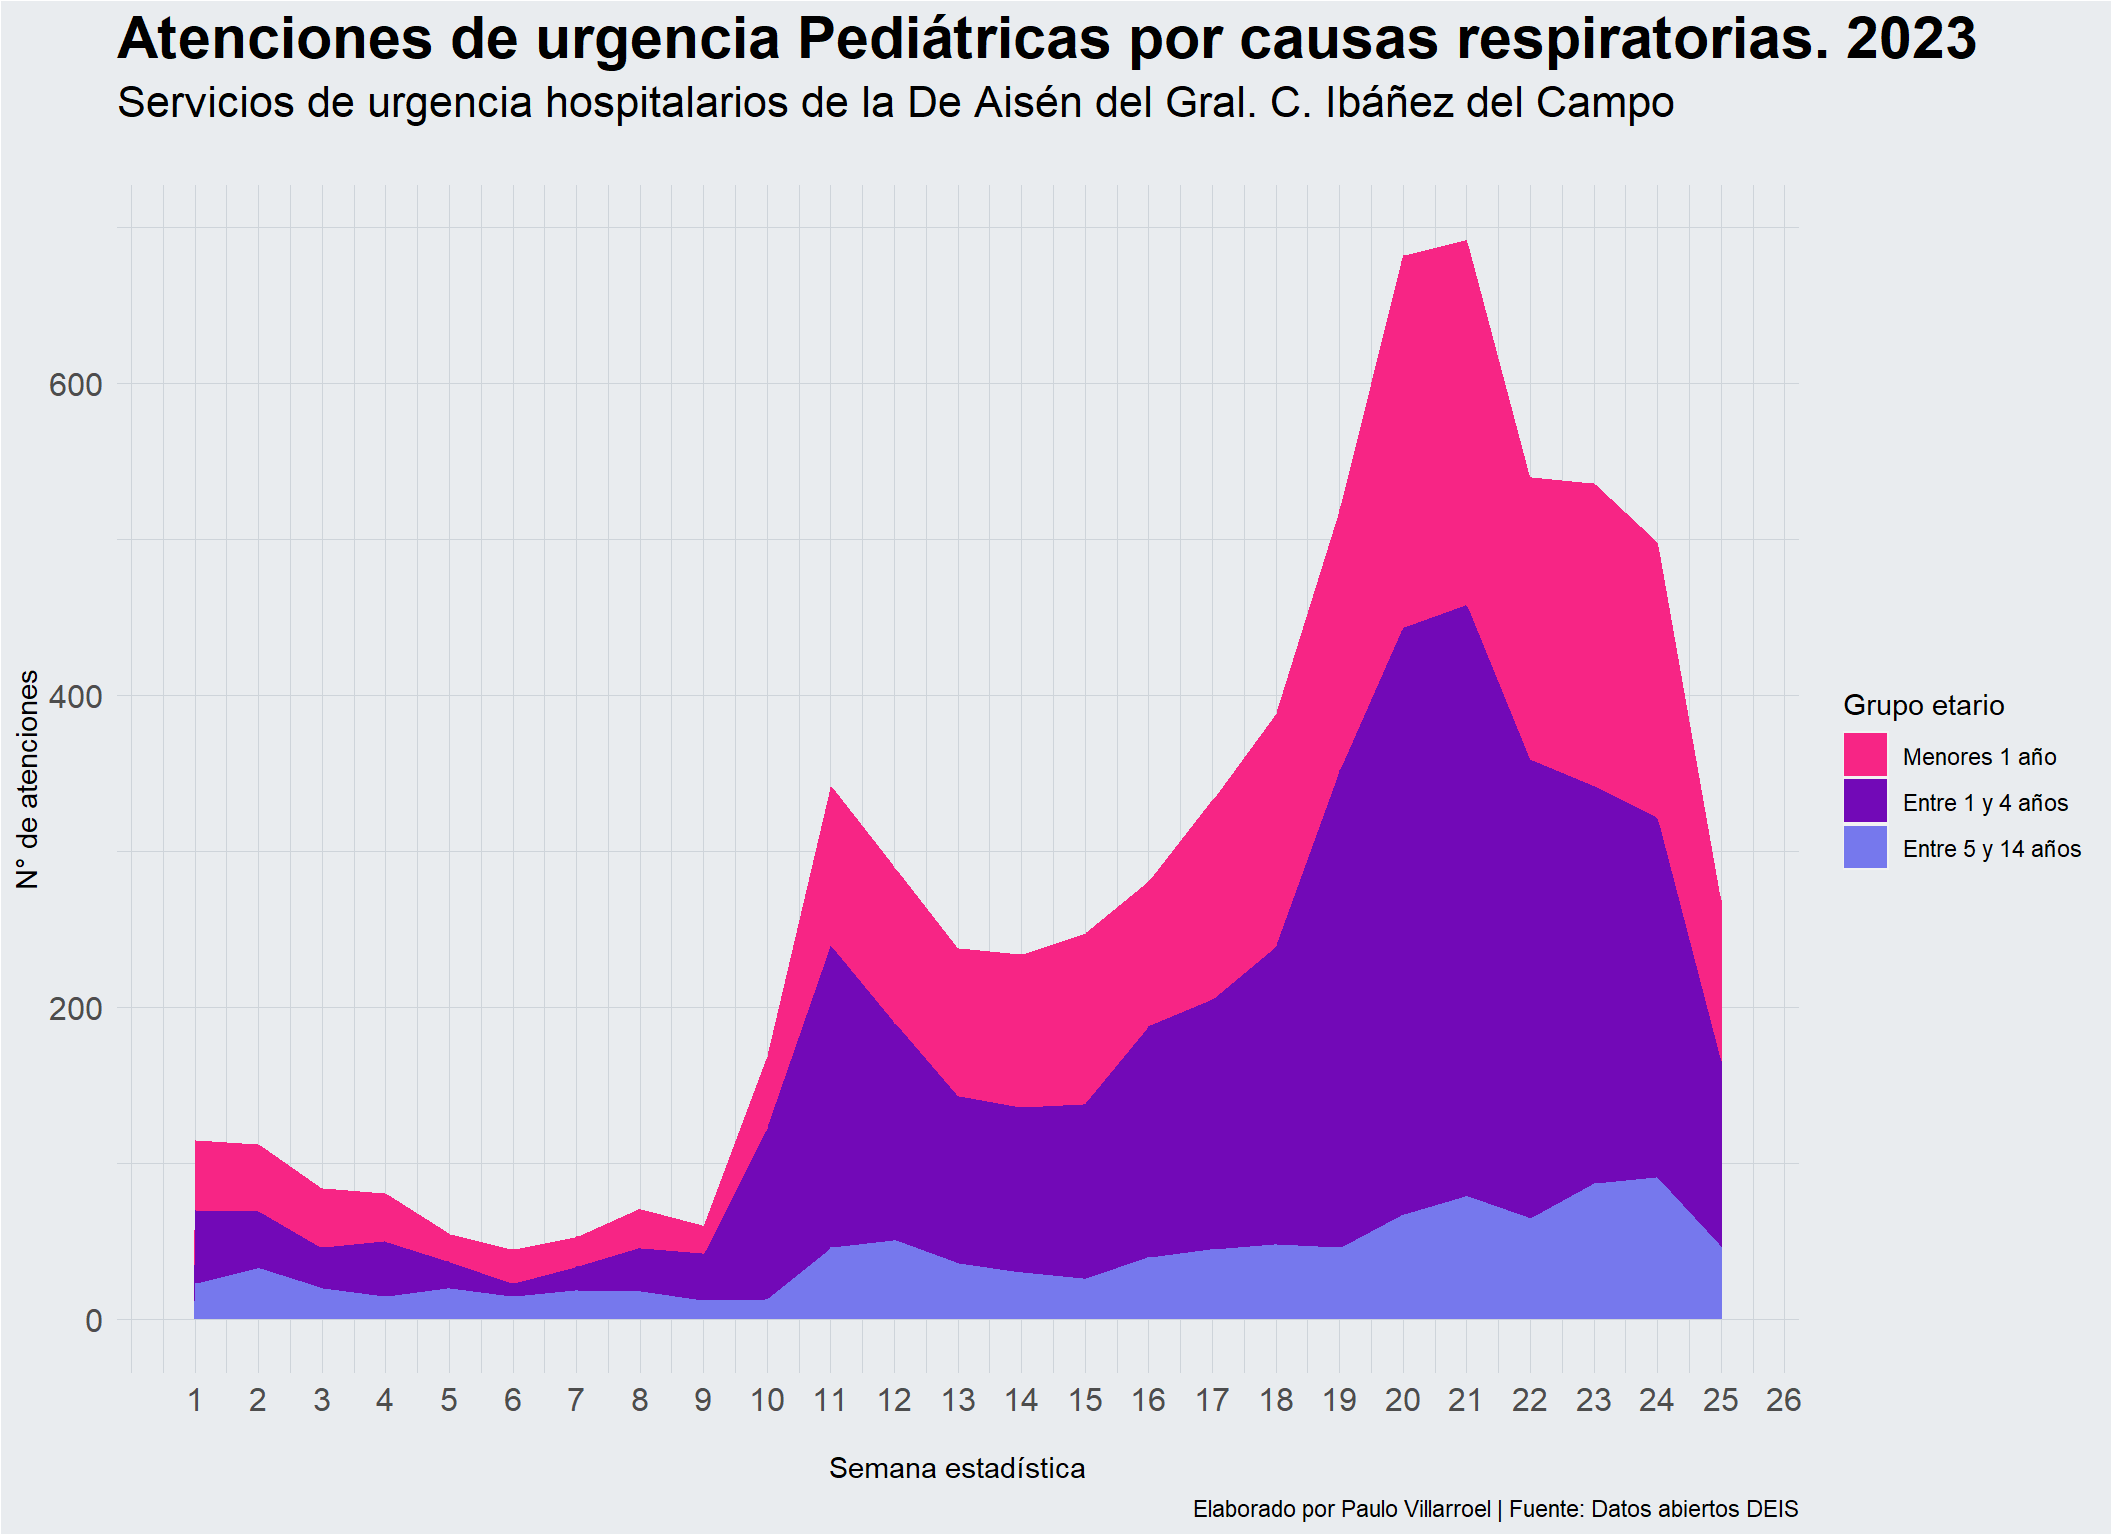 Atenciones de urgencia Pediátricas por causas respiratorias. 2023
Servicios de urgencia hospitalarios de la De Aisén del Gral. C. Ibáñez del Campo
N° de atenciones
600
400
200
0
1 2 3 4 5 6 7 8 9 10 11 12 13 14 15 16 17 18 19 20 21 22 23 24 25 26
Semana estadística
Grupo etario
Menores 1 año
Entre 1 y 4 años
Entre 5 y 14 años
Elaborado por Paulo Villarroel | Fuente: Datos abiertos DEIS